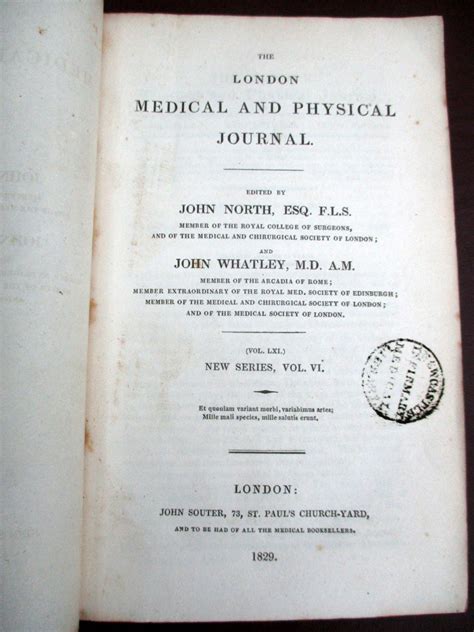 THE
LONDON
MEDICAL AND PHYSICAL
JOURNAL.
EDITED BY
JOHN NORTH, ESQ. F.L.S.
MEMBER OF THE ROYAL COLLEGE OF SURGEONS,
AND OF THE MEDICAL AND CHIRURGICAL SOCIETY OF LONDON;
AND
JOHN WHATLEY, M.D. A.M.
MEMBER OF THE ARCADIA OF ROME;
MEMBER EXTRAORDINARY OF THE ROYAL MED. SOCIETY OF EDINBURGH;
MEMBER OF THE MEDICAL AND CHIRURGICAL SOCIETY OF LONDON;
AND OF THE MEDICAL SOCIETY OF LONDON.
(VOL. LXI.)
NEW SERIES, VOL. VI.
Et quoniam variant morbi, variabimus artes;
Mille mali species, mille salutis erunt.
INFIRMARY
LONDON:
JOHN SOUTER, 73, ST. PAUL'S CHURCH-YARD,
AND TO BE HAD OF ALL THE MEDICAL BOOKSELLERS.
1829.